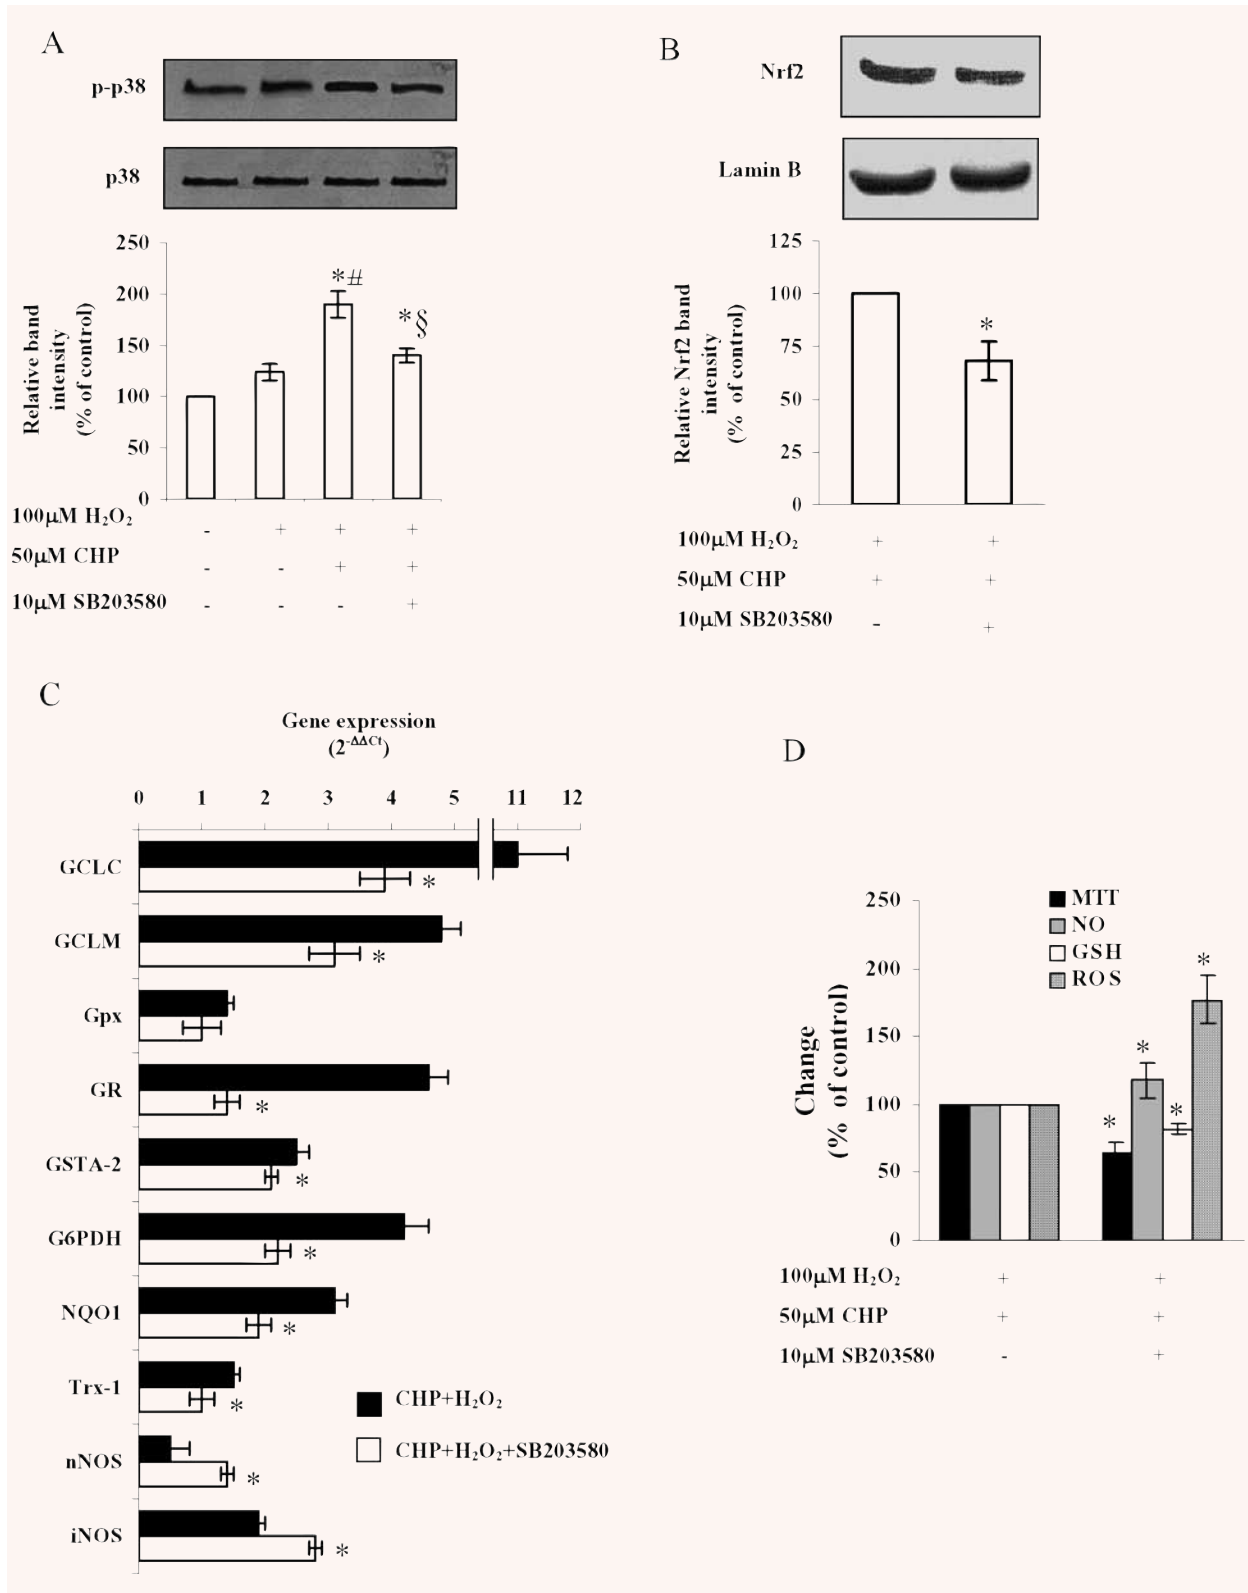 A
p-p38
p38
250
200
150
100
50
0
Relative band
intensity
(% of control)
*#
*§
100μM H₂O₂ - + + +
50μM CHP - - + +
10μM SB203580 - - - +
B
Nrf2
Lamin B
125
100
75
50
25
0
Relative Nrf2 band
intensity
(% of control)
*
100μM H₂O₂ + +
50μM CHP + +
10μM SB203580 - +
C
Gene expression
(2^-ΔΔCt)
0 1 2 3 4 5 11 12
GCLC *
GCLM *
Gpx
GR *
GSTA-2 *
G6PDH *
NQO1 *
Trx-1 *
nNOS *
iNOS *
CHP+H₂O₂
CHP+H₂O₂+SB203580
D
250
200
150
100
50
0
Change
(% of control)
MTT
NO
GSH
ROS
* * * *
100μM H₂O₂ + +
50μM CHP + +
10μM SB203580 - +